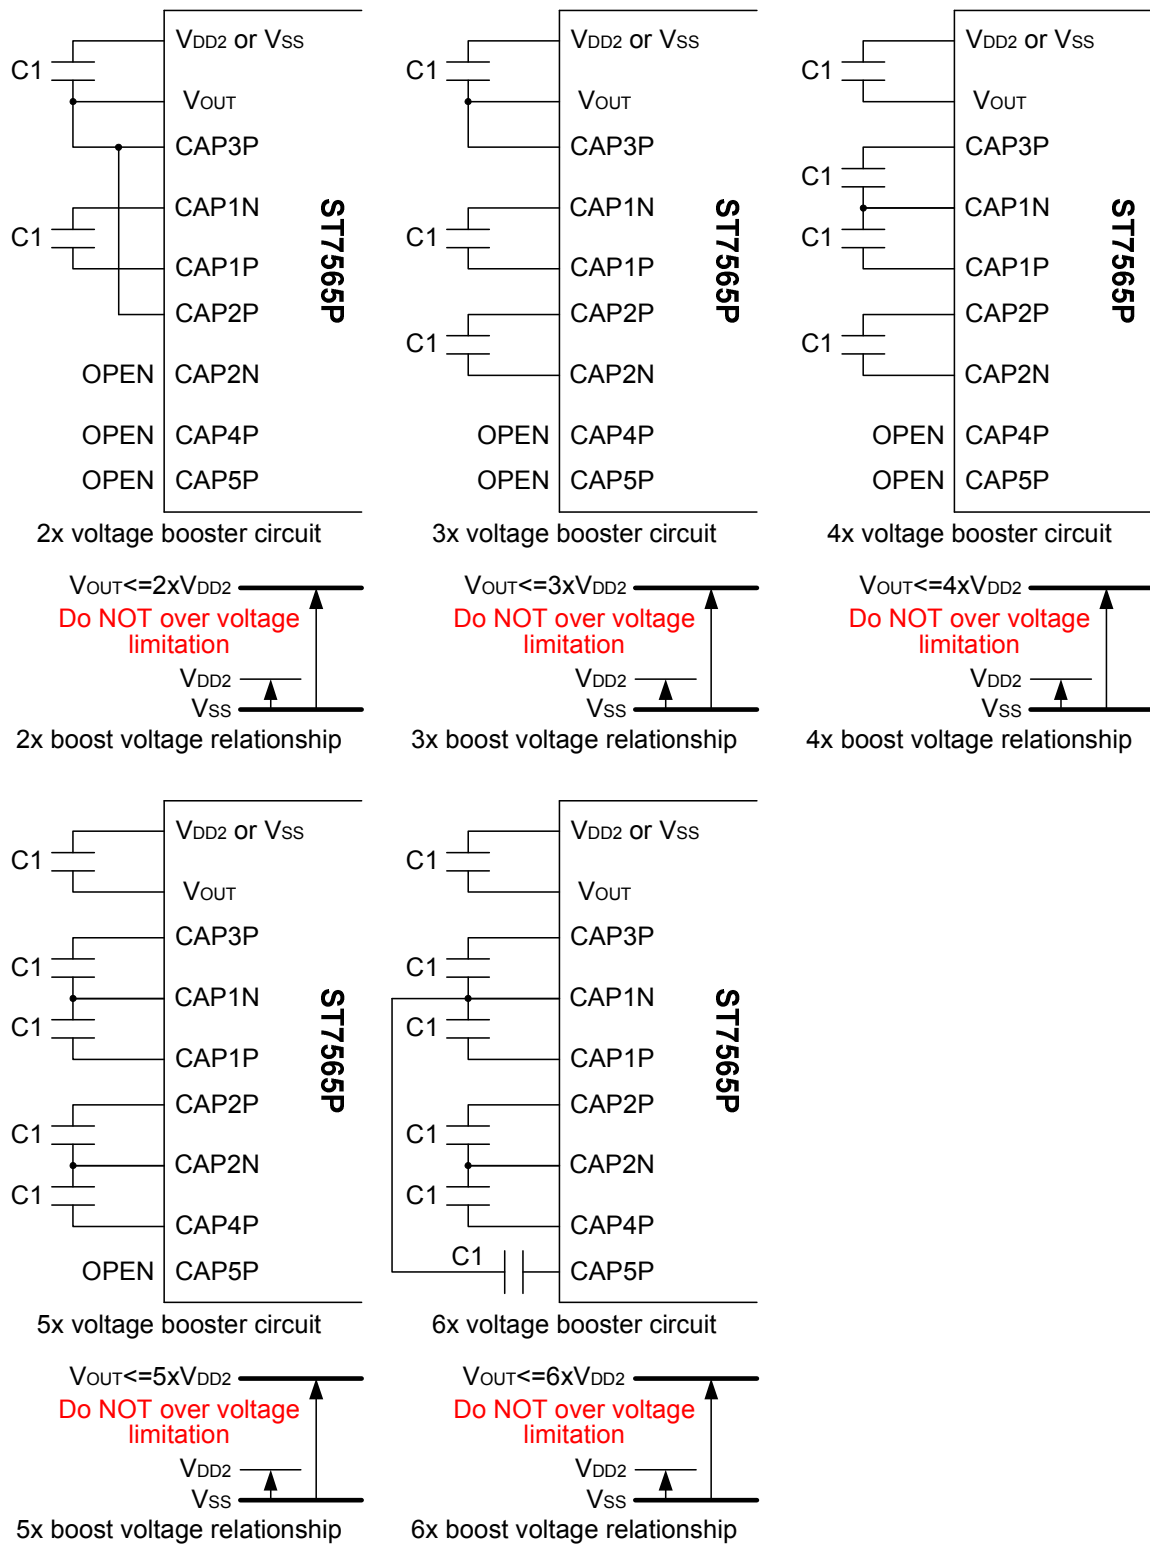 VDD2 or VSS
C1
VOUT
CAP3P
CAP1N
C1
CAP1P
CAP2P
OPEN CAP2N
OPEN CAP4P
OPEN CAP5P
ST7565P
2x voltage booster circuit
VOUT<=2xVDD2
Do NOT over voltage
limitation
VDD2
VSS
2x boost voltage relationship
VDD2 or VSS
C1
VOUT
CAP3P
CAP1N
C1
CAP1P
CAP2P
C1
CAP2N
OPEN CAP4P
OPEN CAP5P
ST7565P
3x voltage booster circuit
VOUT<=3xVDD2
Do NOT over voltage
limitation
VDD2
VSS
3x boost voltage relationship
VDD2 or VSS
C1
VOUT
CAP3P
C1
CAP1N
C1
CAP1P
CAP2P
C1
CAP2N
OPEN CAP4P
OPEN CAP5P
ST7565P
4x voltage booster circuit
VOUT<=4xVDD2
Do NOT over voltage
limitation
VDD2
VSS
4x boost voltage relationship
VDD2 or VSS
C1
VOUT
CAP3P
C1
CAP1N
C1
CAP1P
CAP2P
C1
CAP2N
C1
CAP4P
OPEN CAP5P
ST7565P
5x voltage booster circuit
VOUT<=5xVDD2
Do NOT over voltage
limitation
VDD2
VSS
5x boost voltage relationship
VDD2 or VSS
C1
VOUT
CAP3P
C1
CAP1N
C1
CAP1P
CAP2P
C1
CAP2N
C1
CAP4P
C1 CAP5P
ST7565P
6x voltage booster circuit
VOUT<=6xVDD2
Do NOT over voltage
limitation
VDD2
VSS
6x boost voltage relationship